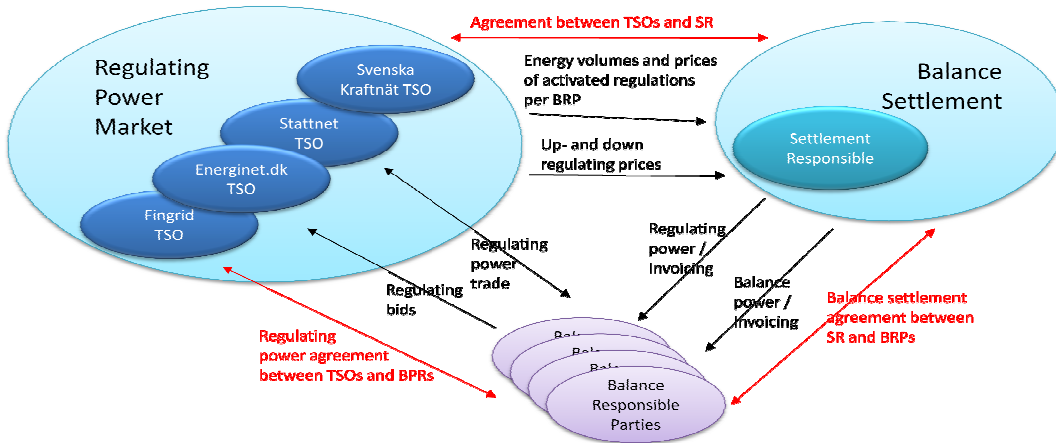 Agreement between TSOs and SR
Regulating
Power
Market
Svenska
Kraftnät TSO
Stattnet
TSO
Energinet.dk
TSO
Fingrid
TSO
Energy volumes and prices
of activated regulations
per BRP
Up- and down
regulating prices
Balance
Settlement
Settlement
Responsible
Regulating
power
trade
Regulating
bids
Regulating
power /
Invoicing
Balance
power /
Invoicing
Balance settlement
agreement between
SR and BRPs
Regulating
power agreement
between TSOs and BPRs
Balance
Responsible
Parties